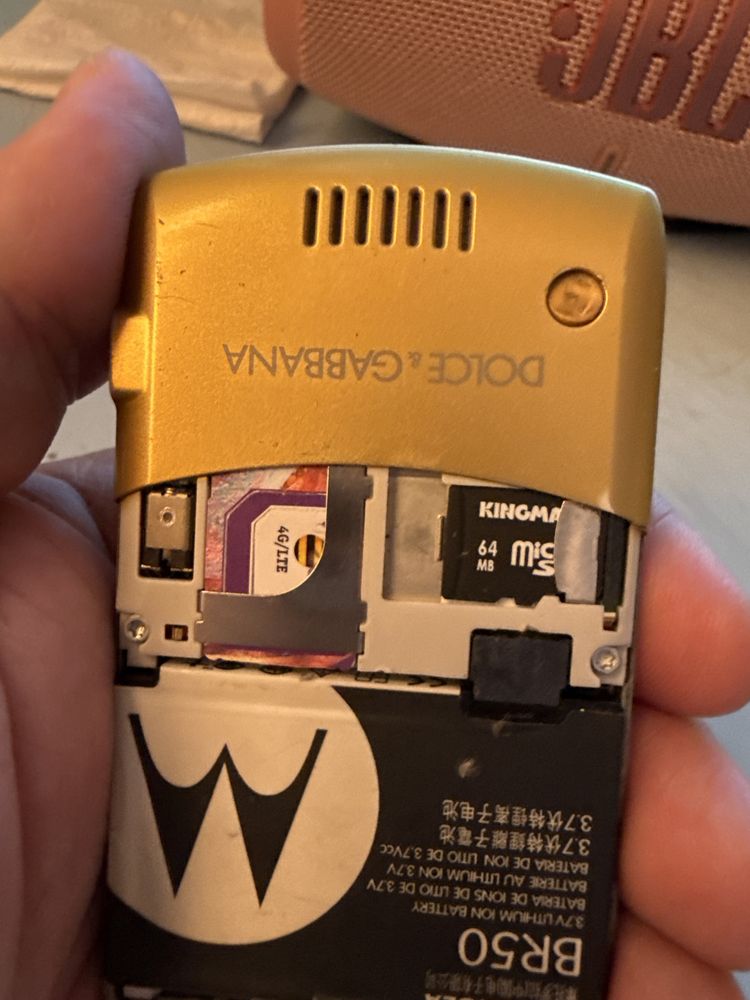 JBL
DOLCE & GABBANA
4G/LTE
KINGMA
64
MB
Mic
S
BR50
3.7V LITHIUM ION BATTERY
BATERIA DE IONS DE LITIO DE 3.7V
BATTERIE AU LITHIUM ION 3.7V
BATERIA DE ION LITIO DE 3.7Vcc
3.7伏特鋰離子電池
3.7伏特锂离子电池